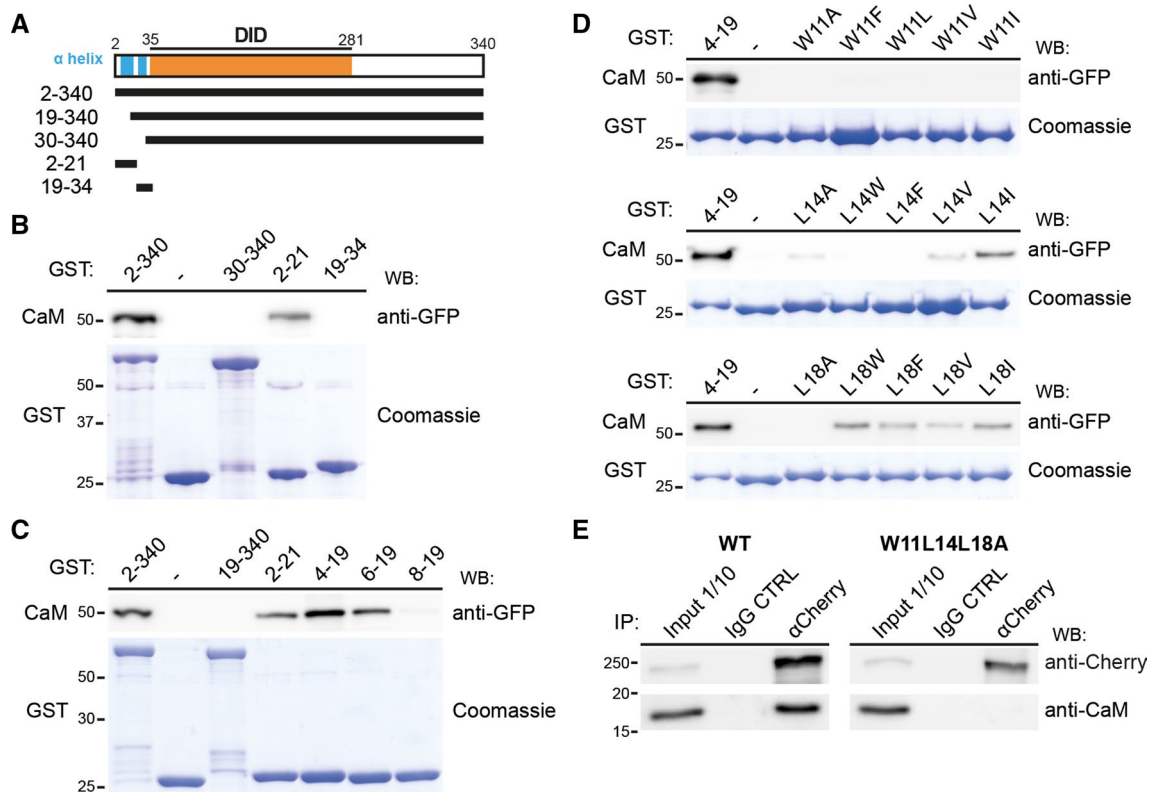 A
2 35 DID 281 340
α helix
2-340
19-340
30-340
2-21
19-34
B
GST: 2-340 - 30-340 2-21 19-34 WB:
CaM 50 anti-GFP
50
GST 37 Coomassie
25
C
GST: 2-340 - 19-340 2-21 4-19 6-19 8-19 WB:
CaM 50 anti-GFP
50
GST 30 Coomassie
25
D
GST: 4-19 - W11A W11F W11L W11V W11I WB:
CaM 50 anti-GFP
GST 25 Coomassie
GST: 4-19 - L14A L14W L14F L14V L14I WB:
CaM 50 anti-GFP
GST 25 Coomassie
GST: 4-19 - L18A L18W L18F L18V L18I WB:
CaM 50 anti-GFP
GST 25 Coomassie
E
WT W11L14L18A
IP: Input 1/10 IgG CTRL αCherry Input 1/10 IgG CTRL αCherry WB:
250 anti-Cherry
20
anti-CaM
15